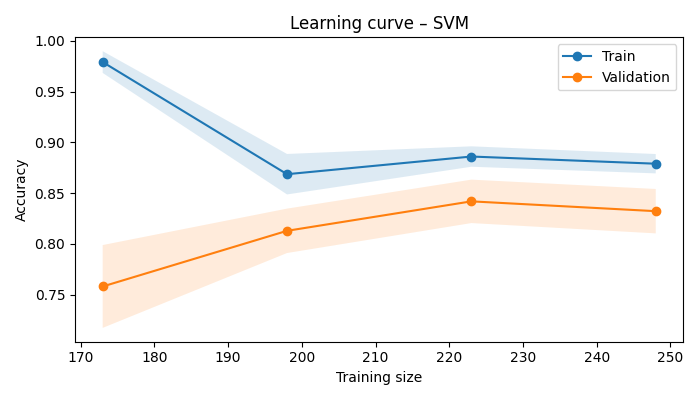 Learning curve – SVM
1.00
0.95
0.90
0.85
0.80
0.75
Accuracy
Train
Validation
170 180 190 200 210 220 230 240 250
Training size